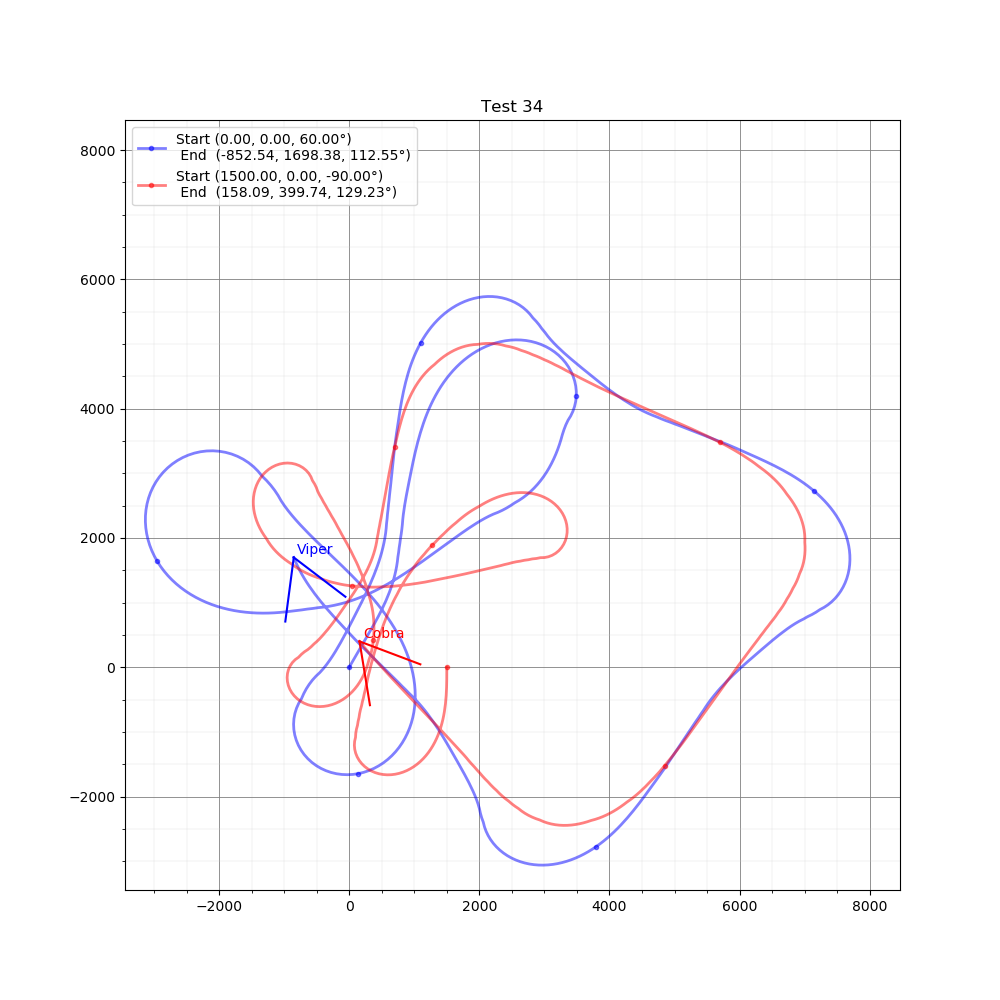 Test 34
Start (0.00, 0.00, 60.00°)
End  (-852.54, 1698.38, 112.55°)
Start (1500.00, 0.00, -90.00°)
End  (158.09, 399.74, 129.23°)
8000
6000
4000
2000
0
−2000
Viper
Cobra
−2000
0
2000
4000
6000
8000